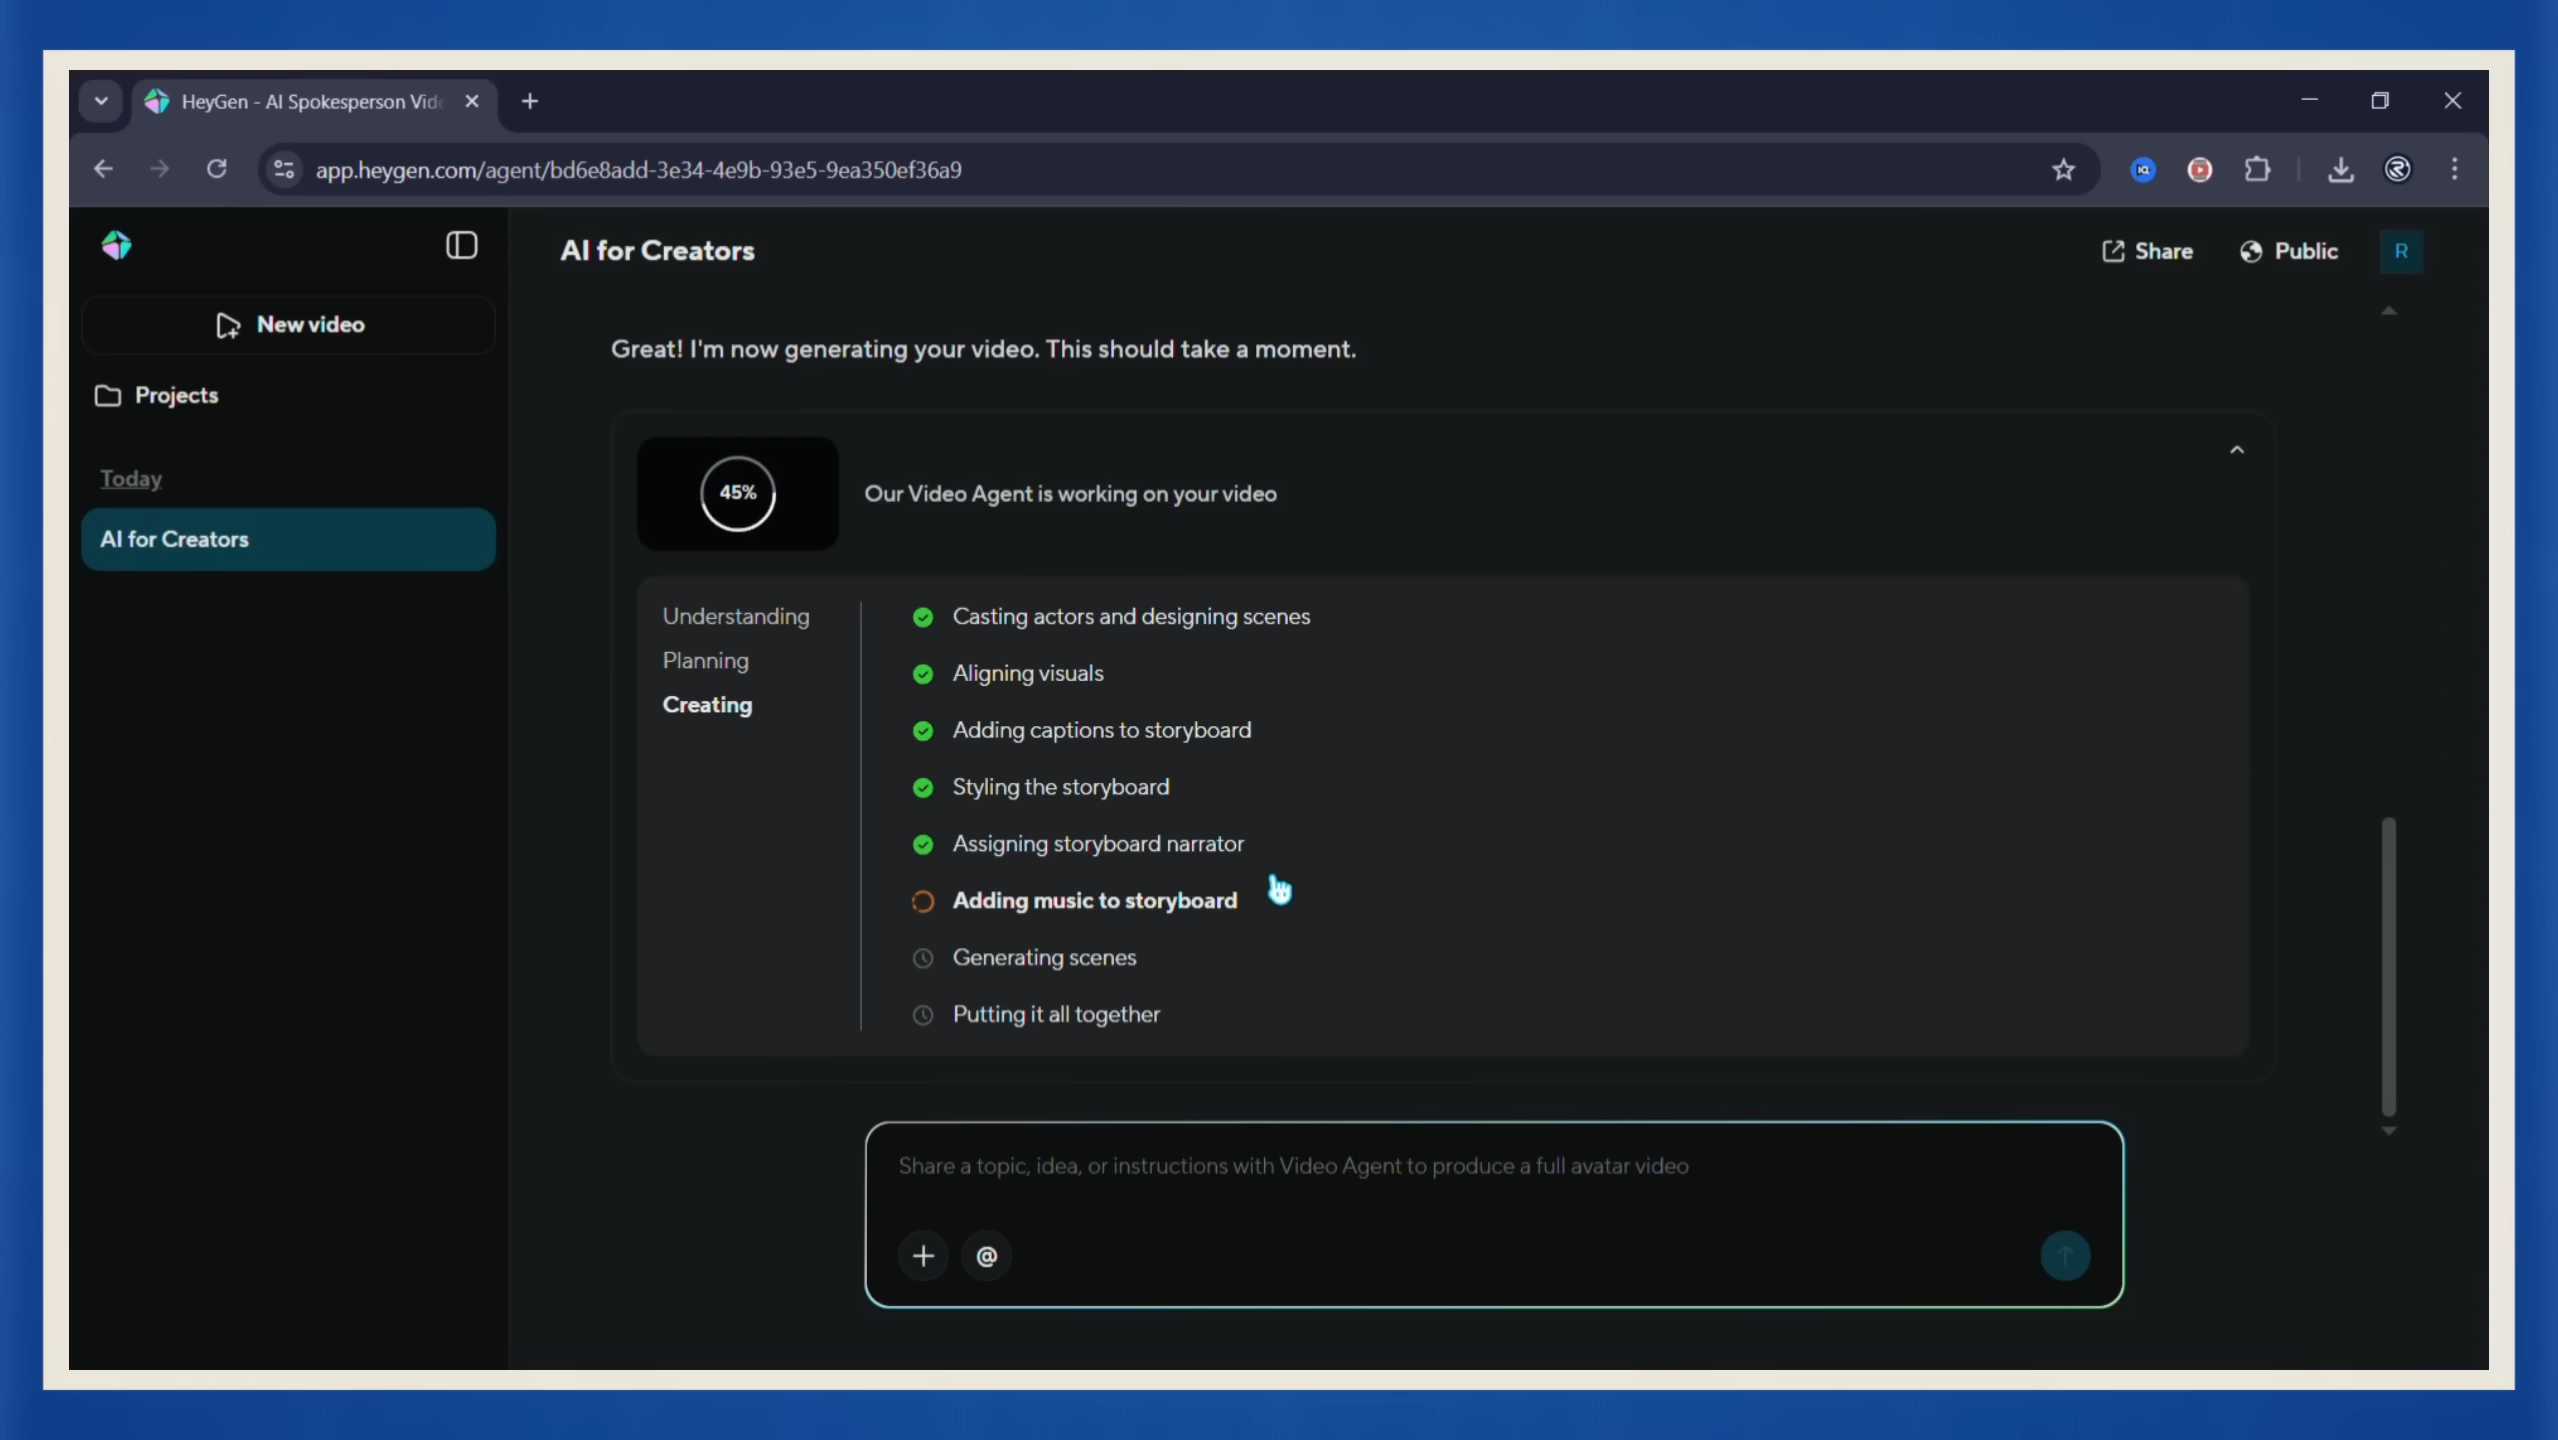 HeyGen - AI Spokesperson Vide
app.heygen.com/agent/bd6e8add-3e34-4e9b-93e5-9ea350ef36a9
IQ
New video
Projects
Today
AI for Creators
AI for Creators
Share
Public
R
Great! I'm now generating your video. This should take a moment.
45%
Our Video Agent is working on your video
Understanding
Planning
Creating
Casting actors and designing scenes
Aligning visuals
Adding captions to storyboard
Styling the storyboard
Assigning storyboard narrator
Adding music to storyboard
Generating scenes
Putting it all together
Share a topic, idea, or instructions with Video Agent to produce a full avatar video
@